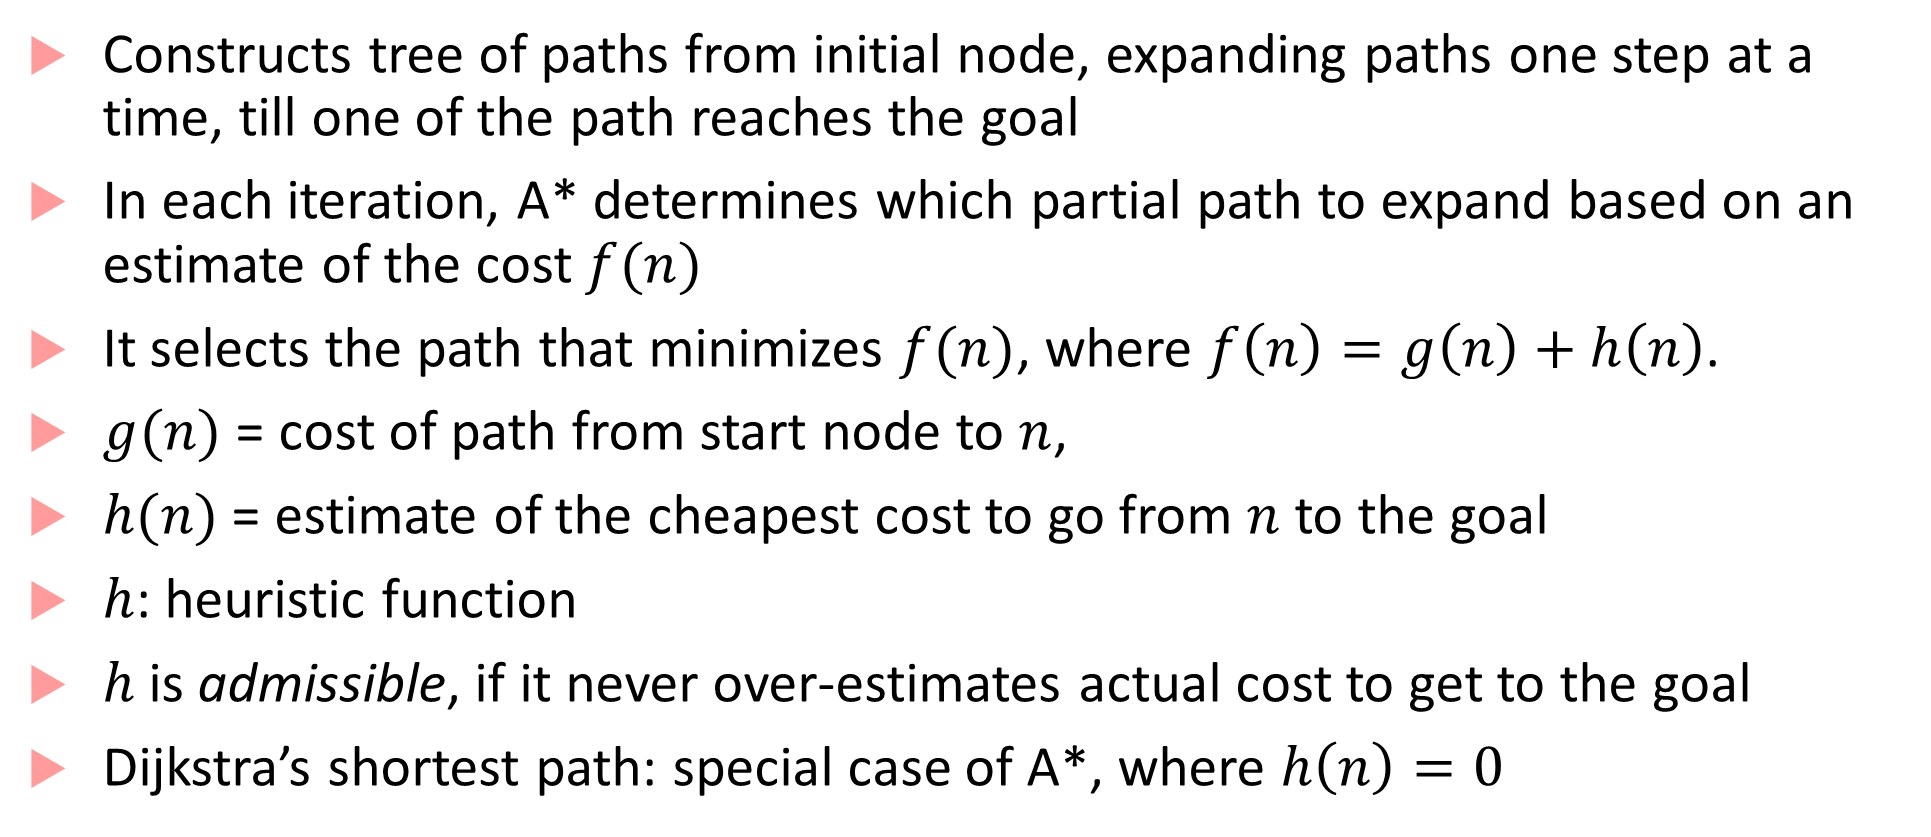 Constructs tree of paths from initial node, expanding paths one step at a
time, till one of the path reaches the goal
In each iteration, A* determines which partial path to expand based on an
estimate of the cost f(n)
It selects the path that minimizes f(n), where f(n) = g(n) + h(n).
g(n) = cost of path from start node to n,
h(n) = estimate of the cheapest cost to go from n to the goal
h: heuristic function
h is admissible, if it never over-estimates actual cost to get to the goal
Dijkstra’s shortest path: special case of A*, where h(n) = 0